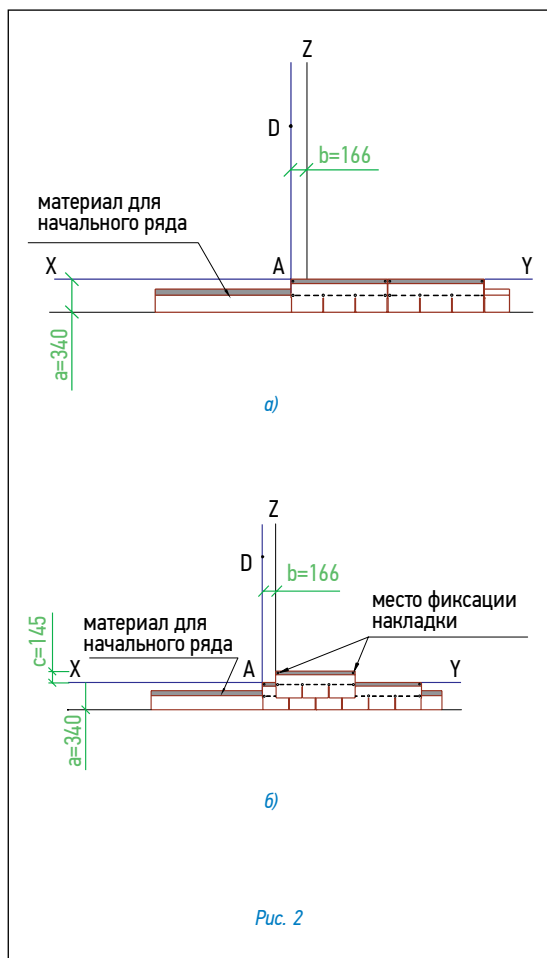 Z
D
b=166
материал для
начального ряда
X
A
Y
a=340
а)
Z
D
b=166
место фиксации
накладки
материал для
начального ряда
c=145
X
A
Y
a=340
б)
Рис. 2